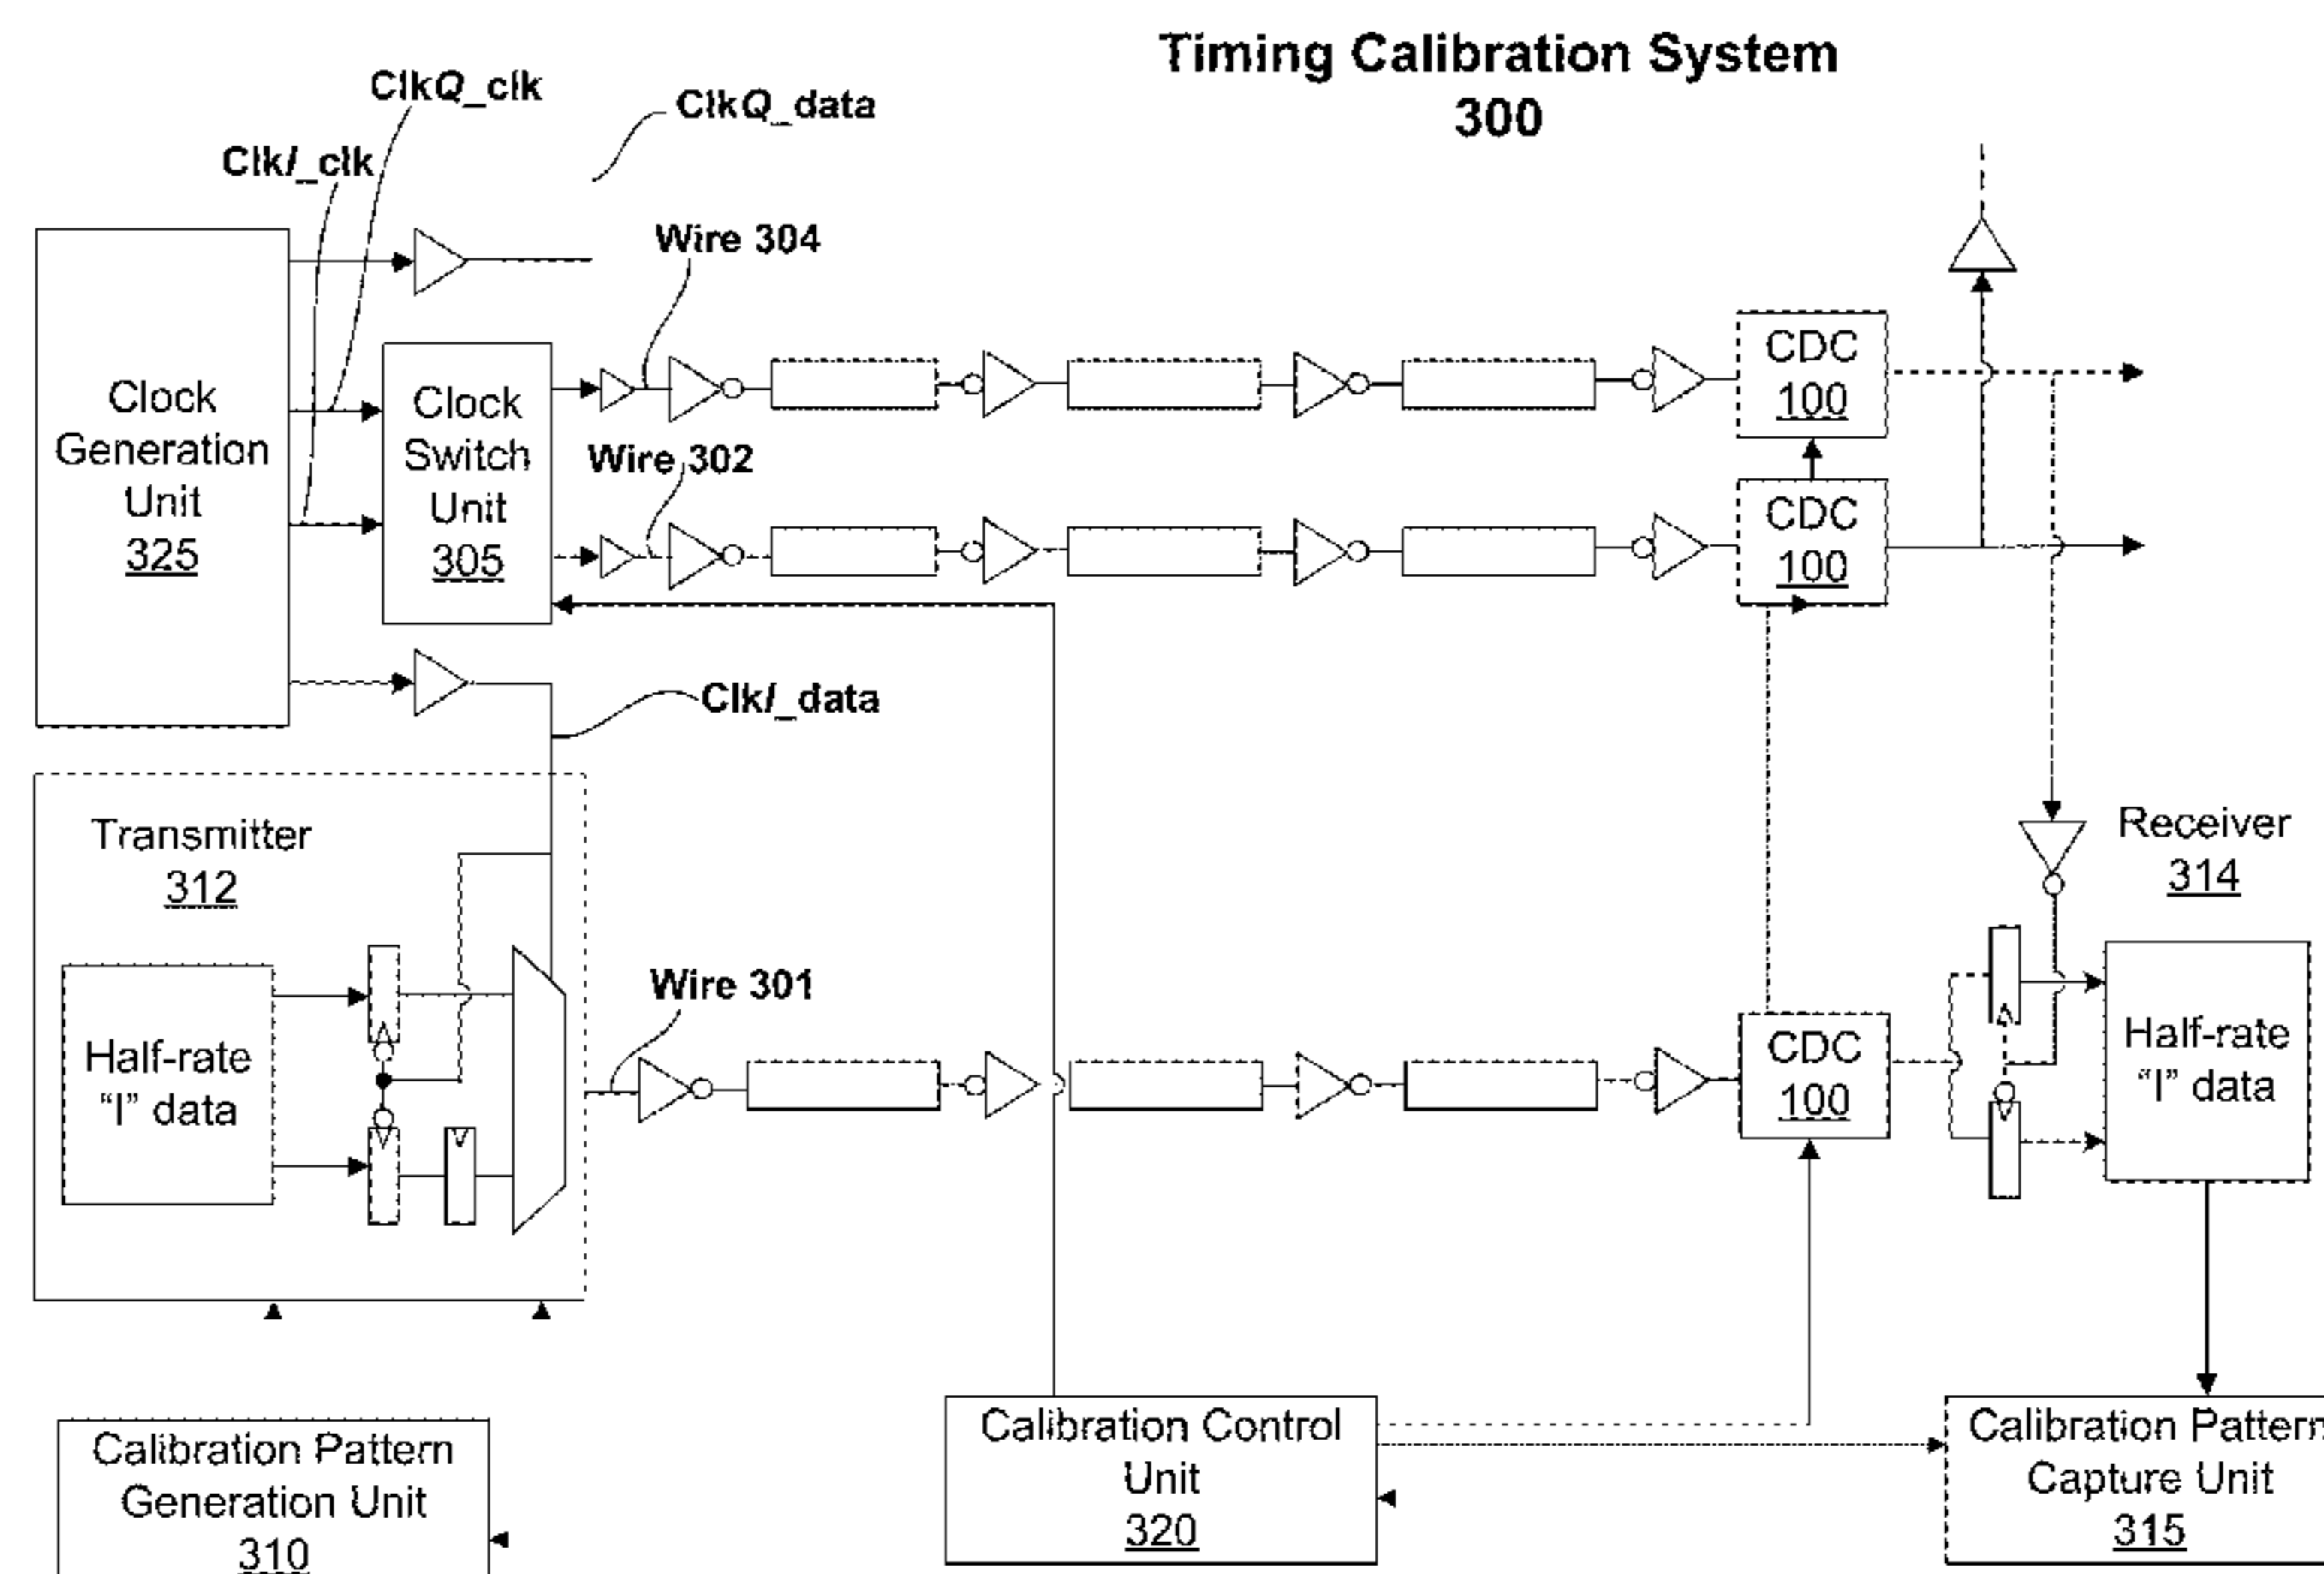 Timing Calibration System
300
ClkQ_clk
ClkQ_data
ClkI_clk
Wire 304
Clock
Generation
Unit
325
Clock
Switch
Unit
305
CDC
100
Wire 302
CDC
100
ClkI_data
Transmitter
312
Receiver
314
Half-rate
“I” data
Wire 301
CDC
100
Half-rate
“I” data
Calibration Pattern
Generation Unit
310
Calibration Control
Unit
320
Calibration Pattern
Capture Unit
315